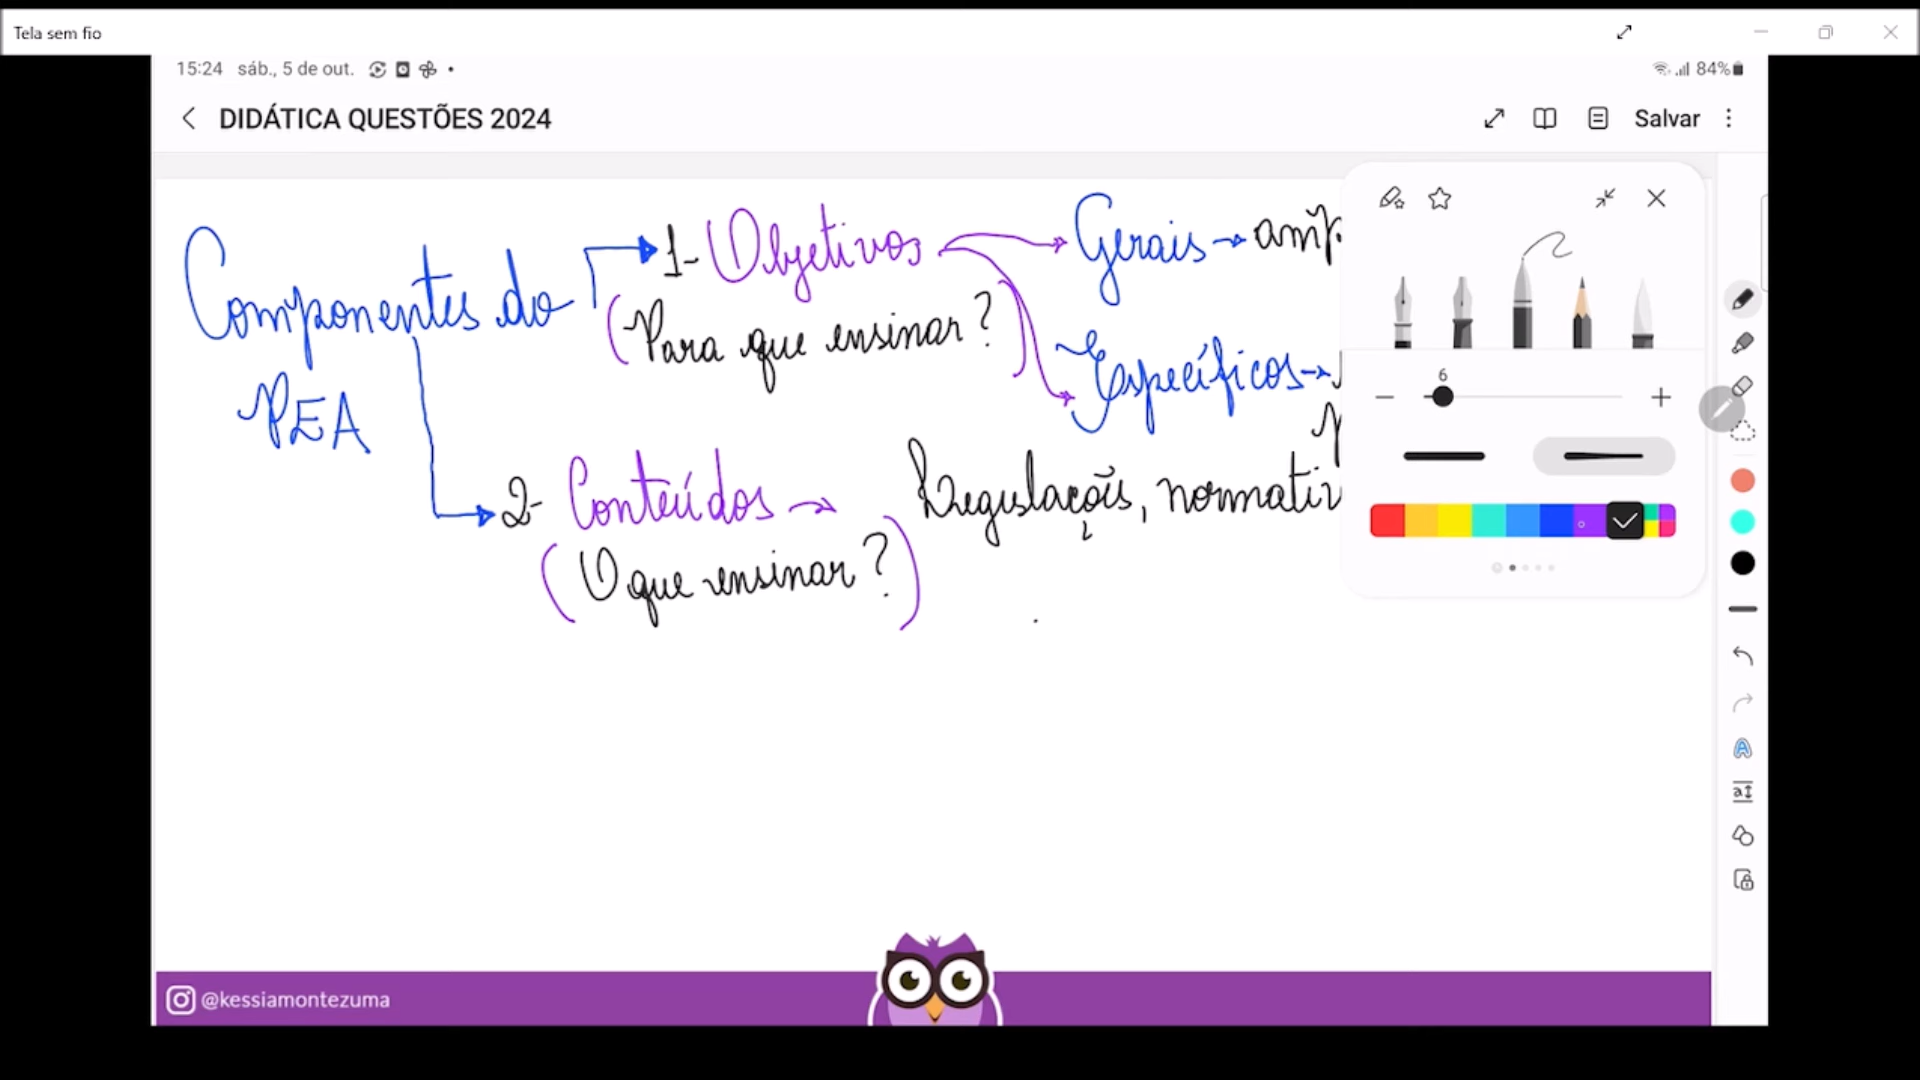 Tela sem fio
15:24 sáb., 5 de out. 84%
DIDÁTICA QUESTÕES 2024
Salvar
Componentes do
PEA
1- Objetivos
(Para que ensinar?)
Gerais
Específicos
6
2- Conteúdos
Regulações,
(O que ensinar?)
@kessiamontezuma